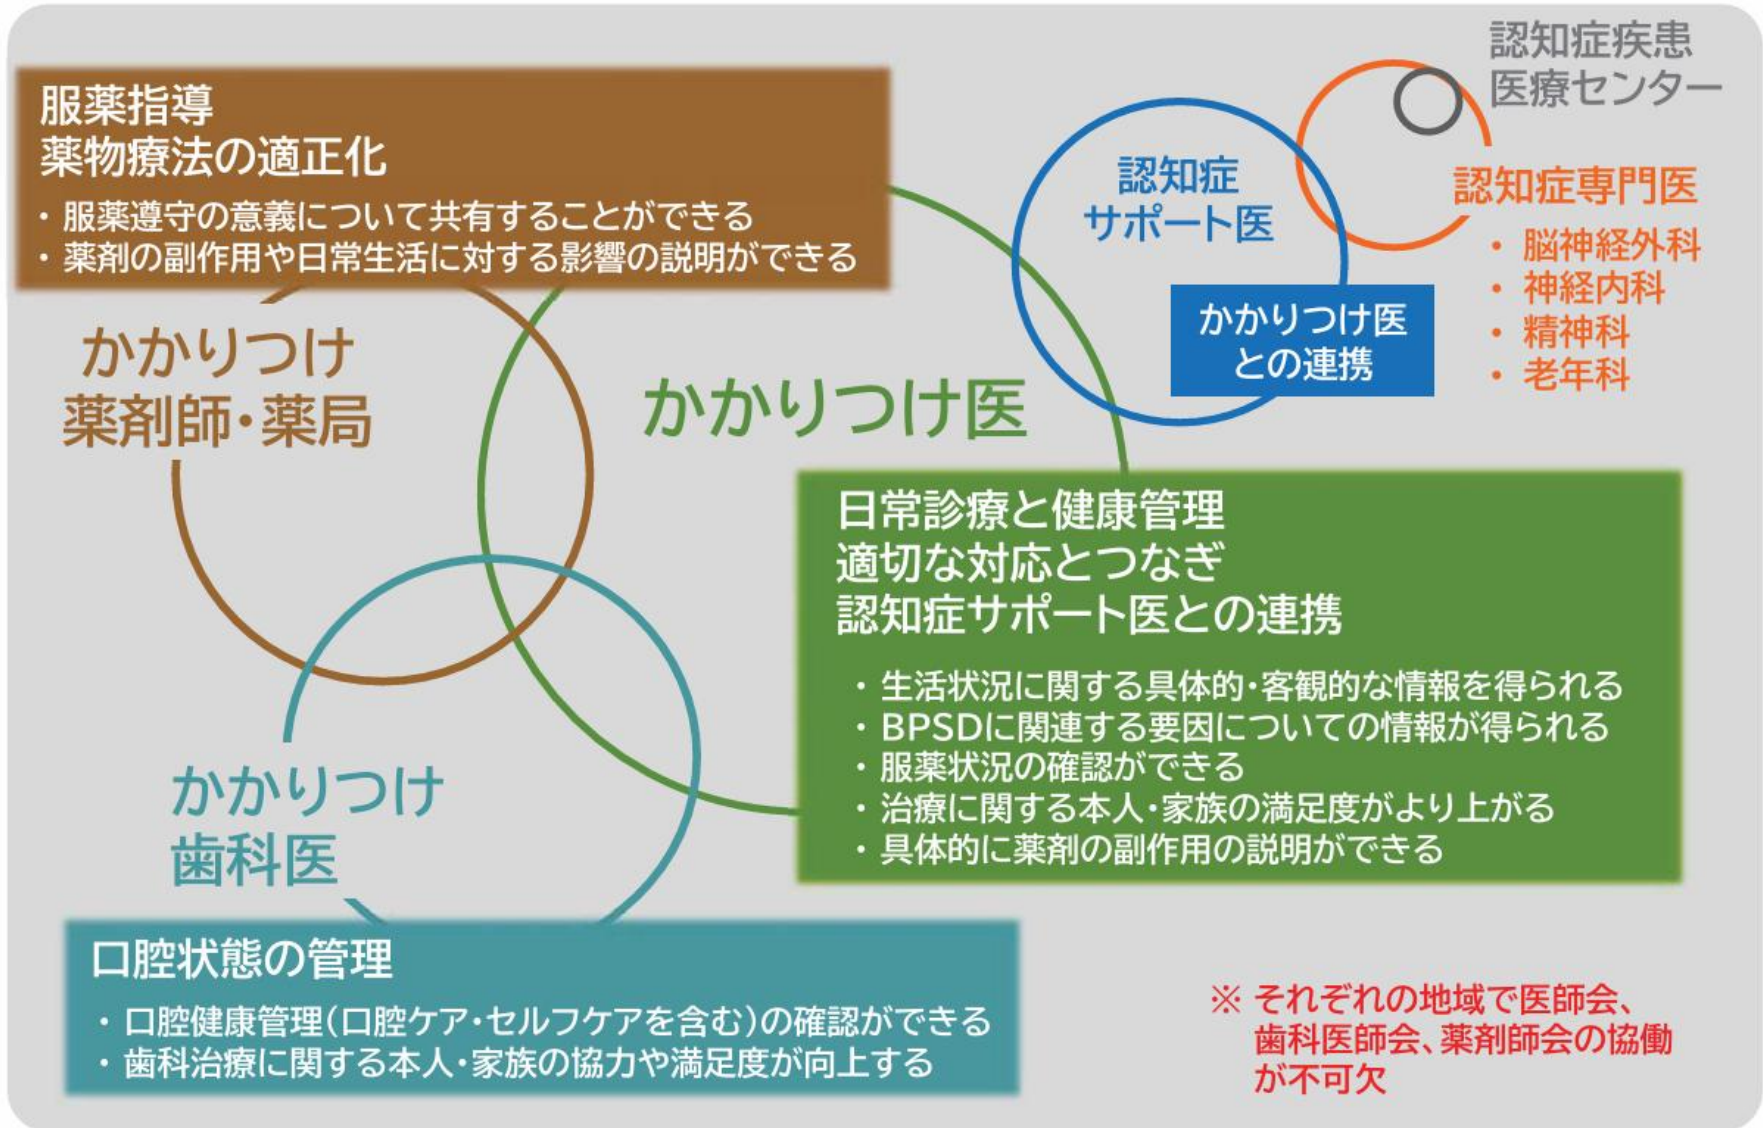 服薬指導
薬物療法の適正化
・ 服薬遵守の意義について共有することができる
・ 薬剤の副作用や日常生活に対する影響の説明ができる
かかりつけ
薬剤師・薬局
かかりつけ医
認知症
サポート医
かかりつけ医
との連携
認知症疾患
医療センター
認知症専門医
・ 脳神経外科
・ 神経内科
・ 精神科
・ 老年科
日常診療と健康管理
適切な対応とつなぎ
認知症サポート医との連携
・ 生活状況に関する具体的・客観的な情報を得られる
・ BPSDに関連する要因についての情報が得られる
・ 服薬状況の確認ができる
・ 治療に関する本人・家族の満足度がより上がる
・ 具体的に薬剤の副作用の説明ができる
かかりつけ
歯科医
口腔状態の管理
・ 口腔健康管理(口腔ケア・セルフケアを含む)の確認ができる
・ 歯科治療に関する本人・家族の協力や満足度が向上する
※ それぞれの地域で医師会、
歯科医師会、薬剤師会の協働
が不可欠